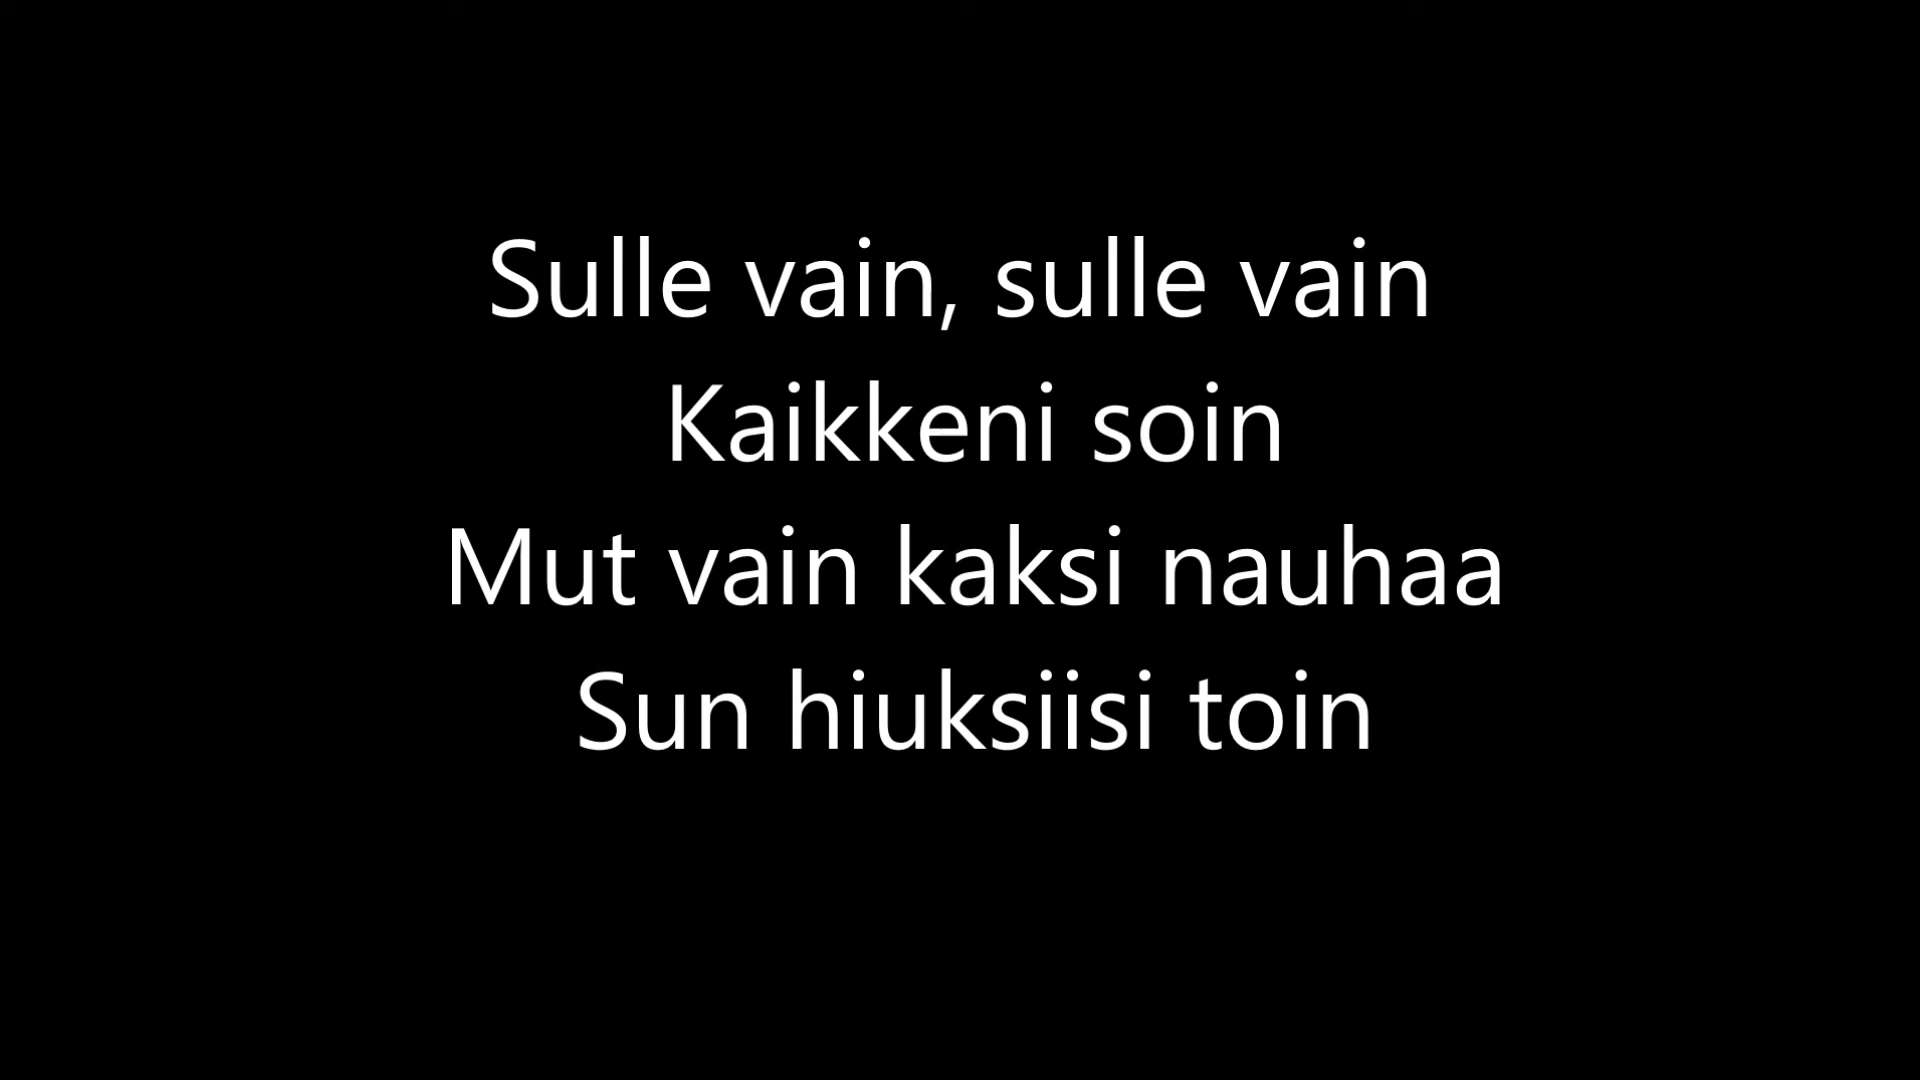 Sulle vain, sulle vain
Kaikkeni soin
Mut vain kaksi nauhaa
Sun hiuksiisi toin